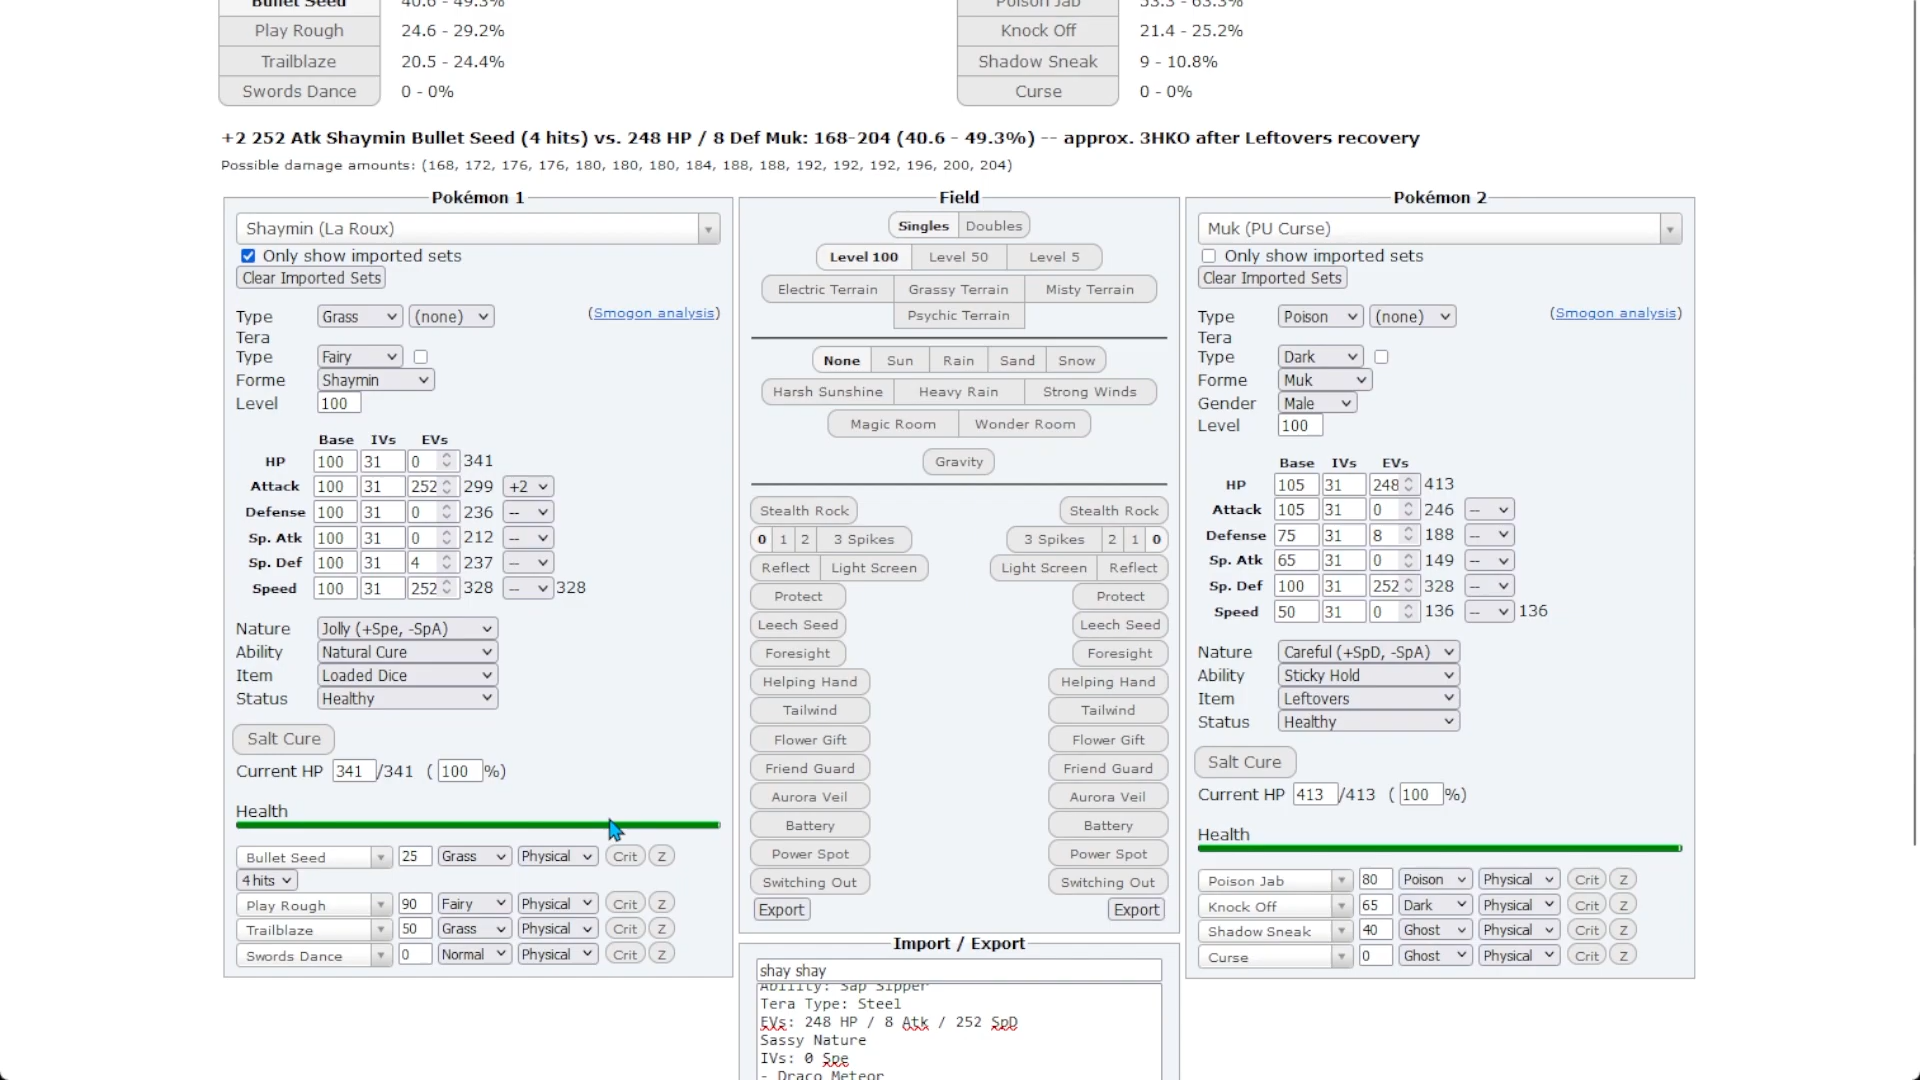 Bullet Seed 40.6 - 49.3% Poison Jab 53.3 - 63.3%
Play Rough 24.6 - 29.2% Knock Off 21.4 - 25.2%
Trailblaze 20.5 - 24.4% Shadow Sneak 9 - 10.8%
Swords Dance 0 - 0% Curse 0 - 0%
+2 252 Atk Shaymin Bullet Seed (4 hits) vs. 248 HP / 8 Def Muk: 168-204 (40.6 - 49.3%) -- approx. 3HKO after Leftovers recovery
Possible damage amounts: (168, 172, 176, 176, 180, 180, 180, 184, 188, 188, 192, 192, 192, 196, 200, 204)
Pokémon 1
Shaymin (La Roux)
Only show imported sets
Clear Imported Sets
Type Grass (none) (Smogon analysis)
Tera
Type Fairy
Forme Shaymin
Level 100
Base IVs EVs
HP 100 31 0 341
Attack 100 31 252 299 +2
Defense 100 31 0 236 --
Sp. Atk 100 31 0 212 --
Sp. Def 100 31 4 237 --
Speed 100 31 252 328 -- 328
Nature Jolly (+Spe, -SpA)
Ability Natural Cure
Item Loaded Dice
Status Healthy
Salt Cure
Current HP 341 /341 ( 100 %)
Health
Bullet Seed 25 Grass Physical Crit Z
4 hits
Play Rough 90 Fairy Physical Crit Z
Trailblaze 50 Grass Physical Crit Z
Swords Dance 0 Normal Physical Crit Z
Field
Singles Doubles
Level 100 Level 50 Level 5
Electric Terrain Grassy Terrain Misty Terrain
Psychic Terrain
None Sun Rain Sand Snow
Harsh Sunshine Heavy Rain Strong Winds
Magic Room Wonder Room
Gravity
Stealth Rock Stealth Rock
0 1 2 3 Spikes 3 Spikes 2 1 0
Reflect Light Screen Light Screen Reflect
Protect Protect
Leech Seed Leech Seed
Foresight Foresight
Helping Hand Helping Hand
Tailwind Tailwind
Flower Gift Flower Gift
Friend Guard Friend Guard
Aurora Veil Aurora Veil
Battery Battery
Power Spot Power Spot
Switching Out Switching Out
Export Export
Import / Export
shay shay
Ability: Sap Sipper
Tera Type: Steel
EVs: 248 HP / 8 Atk / 252 SpD
Sassy Nature
IVs: 0 Spe
- Draco Meteor
Pokémon 2
Muk (PU Curse)
Only show imported sets
Clear Imported Sets
Type Poison (none) (Smogon analysis)
Tera
Type Dark
Forme Muk
Gender Male
Level 100
Base IVs EVs
HP 105 31 248 413
Attack 105 31 0 246 --
Defense 75 31 8 188 --
Sp. Atk 65 31 0 149 --
Sp. Def 100 31 252 328 --
Speed 50 31 0 136 -- 136
Nature Careful (+SpD, -SpA)
Ability Sticky Hold
Item Leftovers
Status Healthy
Salt Cure
Current HP 413 /413 ( 100 %)
Health
Poison Jab 80 Poison Physical Crit Z
Knock Off 65 Dark Physical Crit Z
Shadow Sneak 40 Ghost Physical Crit Z
Curse 0 Ghost Physical Crit Z